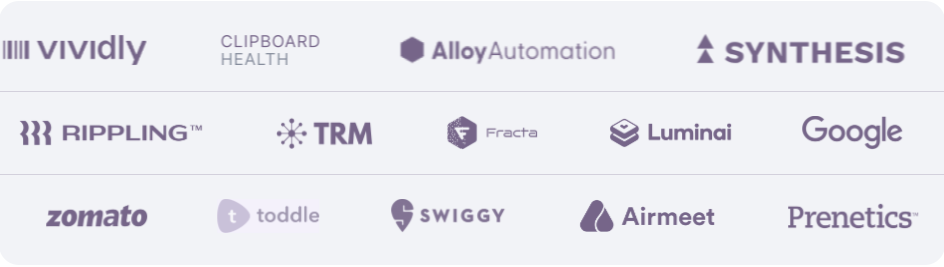 vividly
CLIPBOARD
HEALTH
AlloyAutomation
SYNTHESIS
RIPPLING™
TRM
F Fracta
Luminai
Google
zomato
t toddle
SWIGGY
Airmeet
Prenetics™